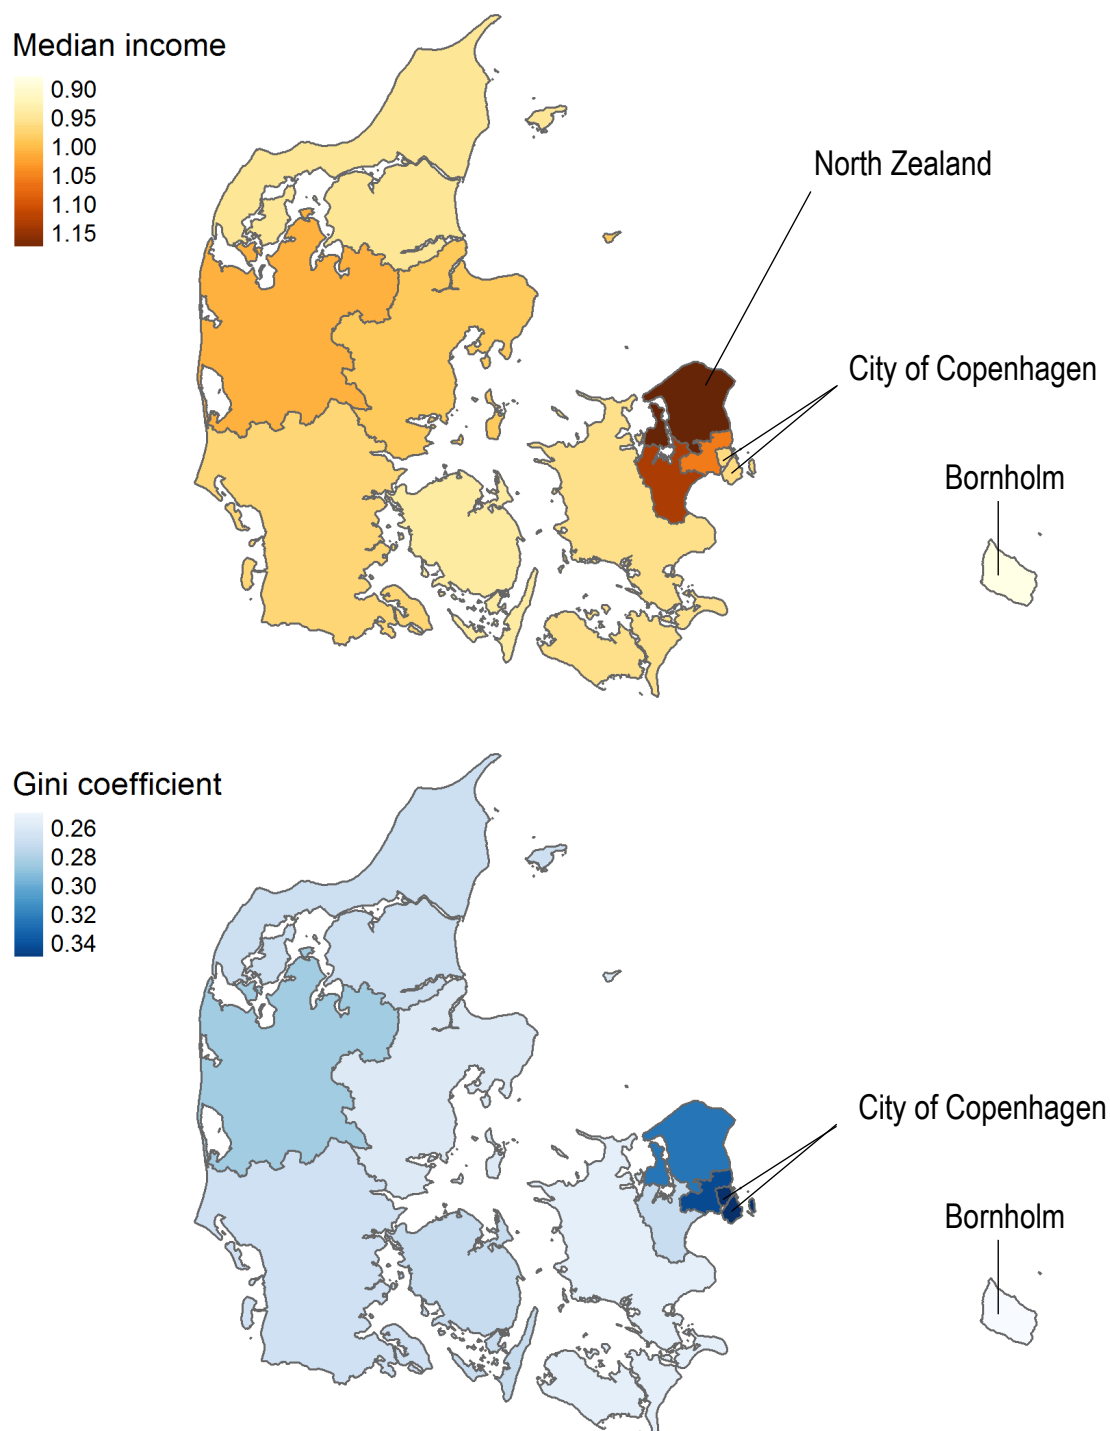 Median income
0.90
0.95
1.00
1.05
1.10
1.15
North Zealand
City of Copenhagen
Bornholm
Gini coefficient
0.26
0.28
0.30
0.32
0.34
City of Copenhagen
Bornholm